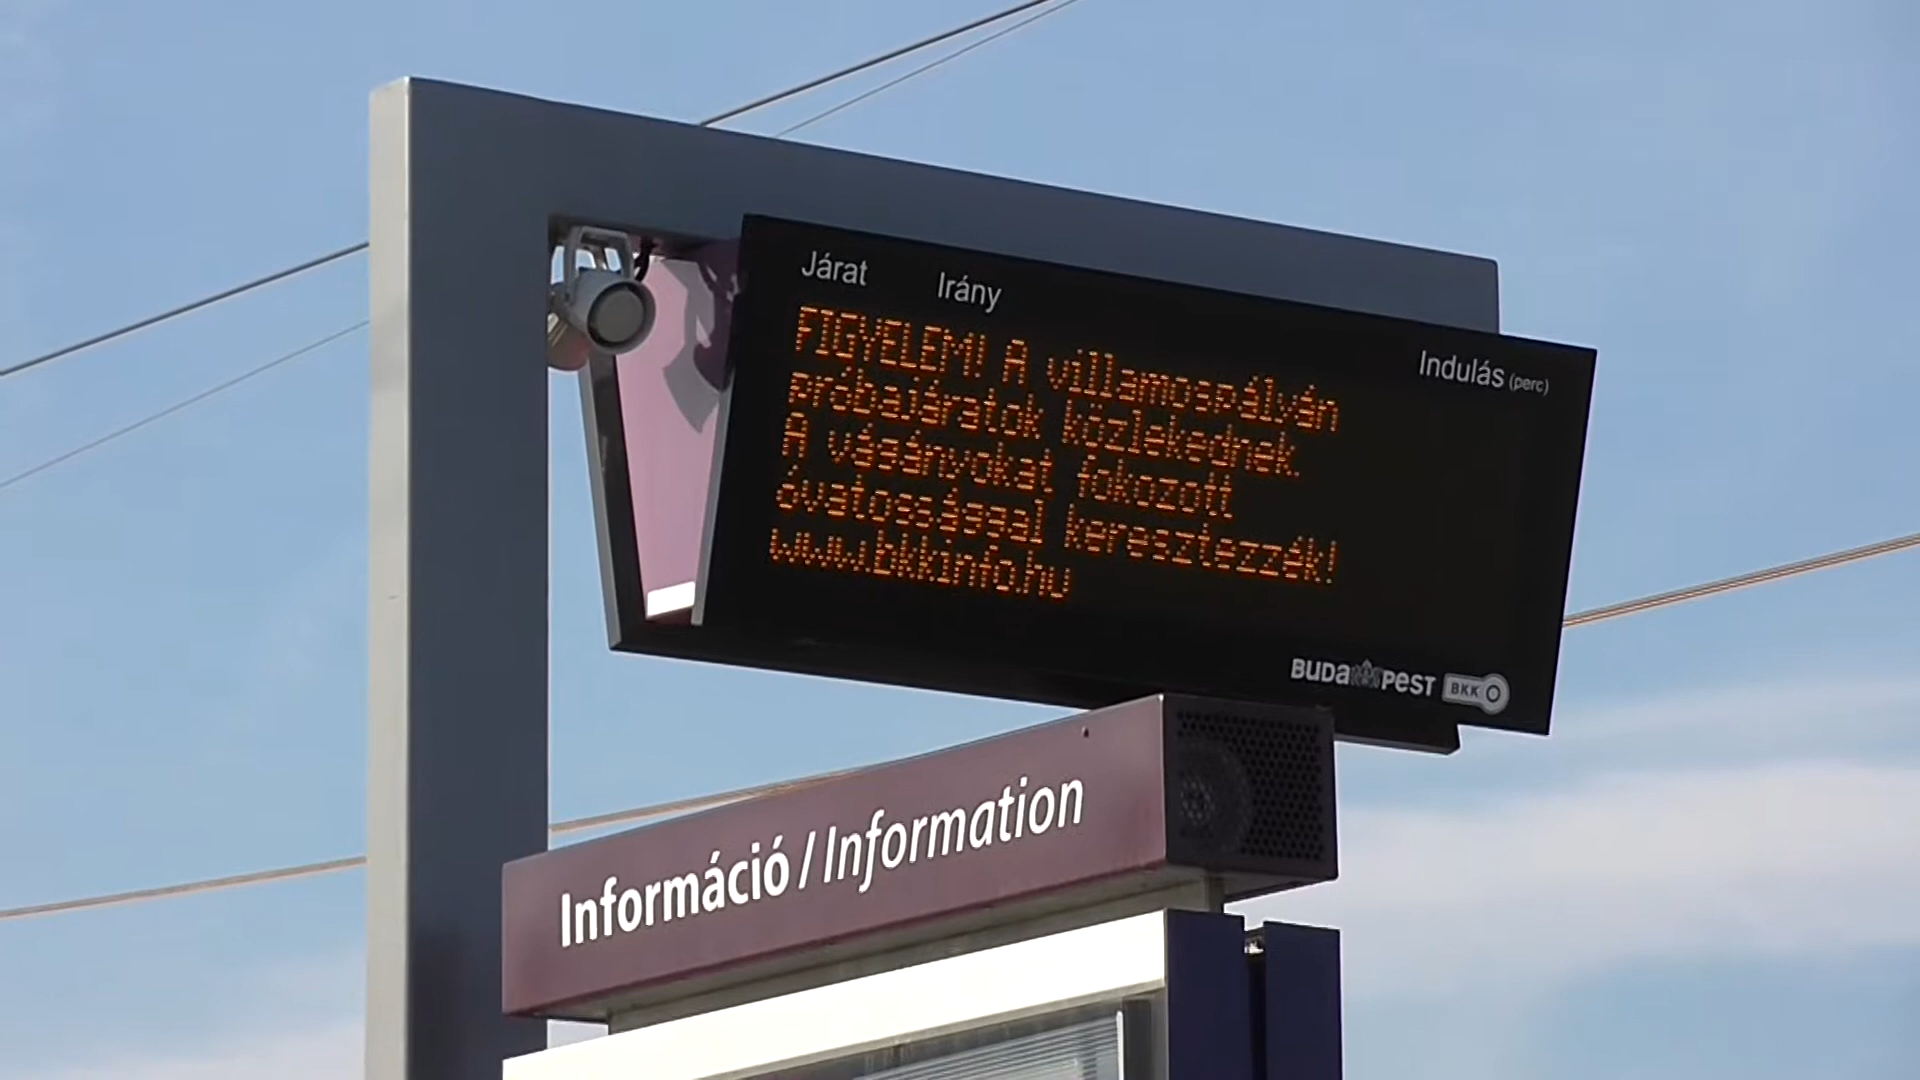 Járat Irány Indulás (perc)
FIGYELEM! A villamospályán
próbajáratok közlekednek.
A vágányokat fokozott
óvatossággal keresztezzék!
www.bkkinfo.hu
BUDAPEST BKK
Információ / Information